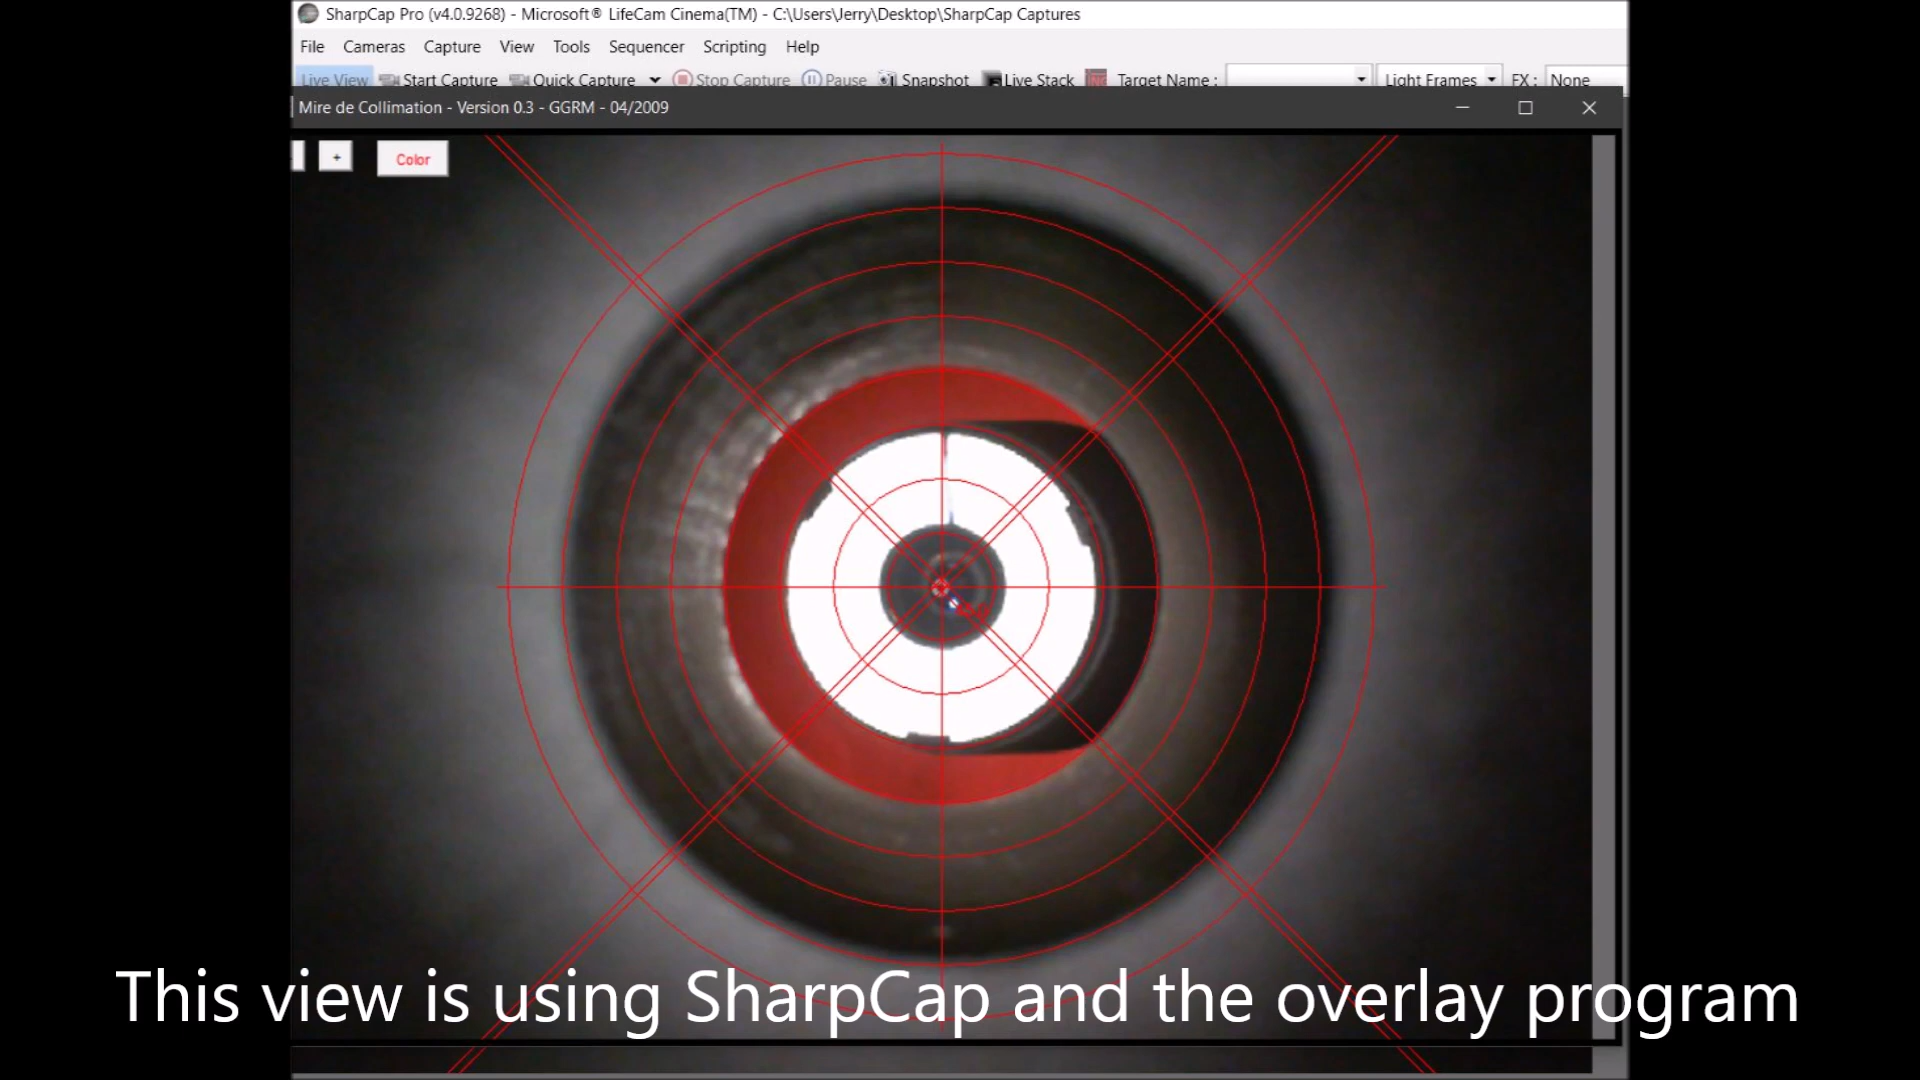 SharpCap Pro (v4.0.9268) - Microsoft® LifeCam Cinema(TM) - C:\Users\Jerry\Desktop\SharpCap Captures
File Cameras Capture View Tools Sequencer Scripting Help
Live View Start Capture Quick Capture Stop Capture Pause Snapshot Live Stack Target Name : Light Frames FX : None
Mire de Collimation - Version 0.3 - GGRM - 04/2009
+ Color
This view is using SharpCap and the overlay program